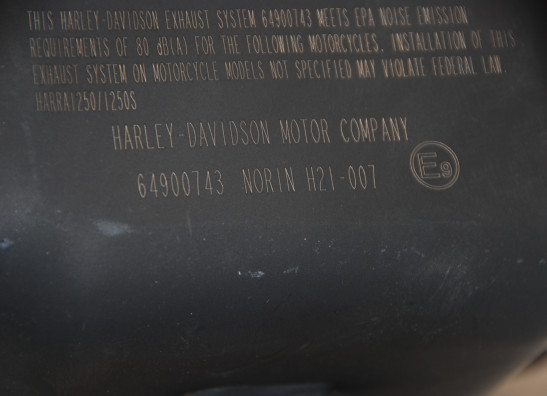 THIS HARLEY-DAVIDSON EXHAUST SYSTEM 64900743 MEETS EPA NOISE EMISSION
REQUIREMENTS OF 80 dB(A) FOR THE FOLLOWING MOTORCYCLES. INSTALLATION OF THIS
EXHAUST SYSTEM ON MOTORCYCLE MODELS NOT SPECIFIED MAY VIOLATE FEDERAL LAW.
HARRA1250/1250S
HARLEY-DAVIDSON MOTOR COMPANY
64900743 NORIN H21-007 E9